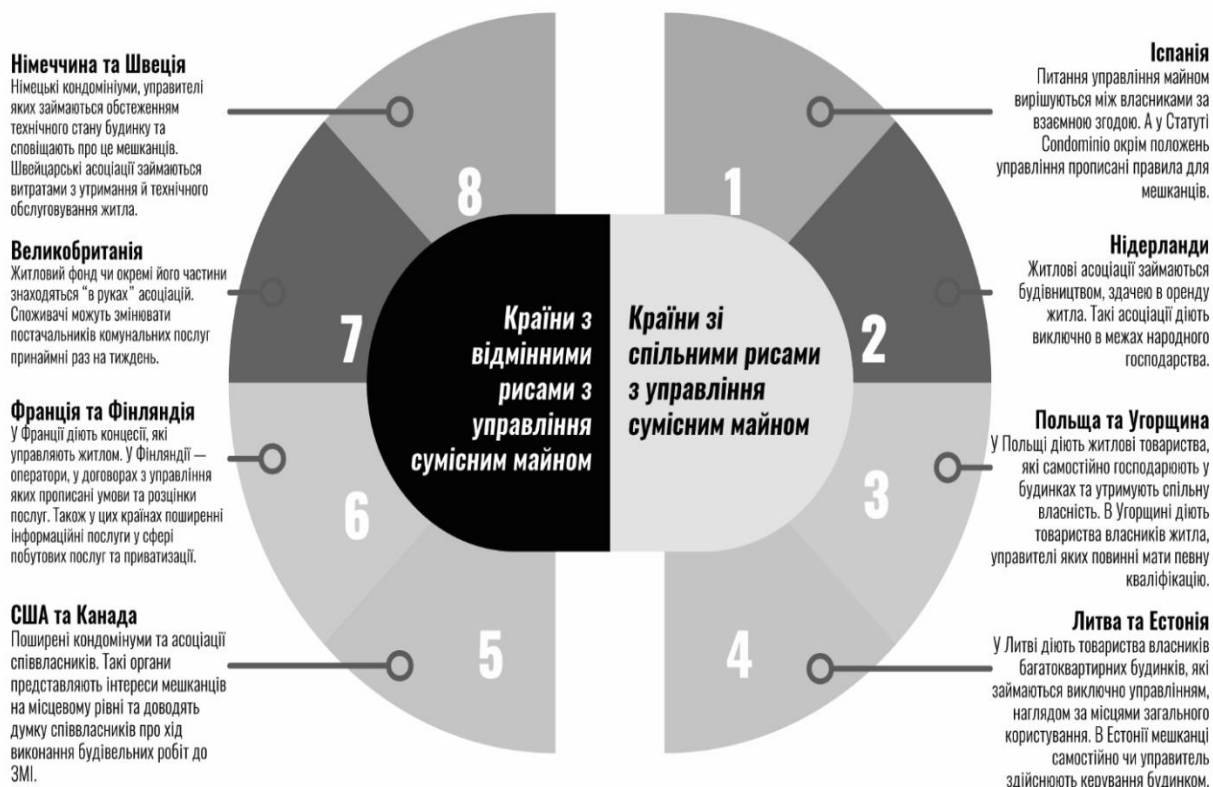 Німеччина та Швеція
Німецькі кондомініуми, управителі
яких займаються обстеженням
технічного стану будинку та
сповіщають про це мешканців.
Швейцарські асоціації займаються
витратами з утримання й технічного
обслуговування житла.
Великобританія
Житловий фонд чи окремі його частини
знаходяться “в руках” асоціацій.
Споживачі можуть змінювати
постачальників комунальних послуг
принаймні раз на тиждень.
Франція та Фінляндія
У Франції діють концесії, які
управляють житлом. У Фінляндії —
оператори, у договорах з управління
яких прописані умови та розцінки
послуг. Також у цих країнах поширенні
інформаційні послуги у сфері
побутових послуг та приватизації.
США та Канада
Поширені кондомінуми та асоціації
співвласників. Такі органи
представляють інтереси мешканців
на місцевому рівні та доводять
думку співвласників про хід
виконання будівельних робіт до
ЗМІ.
8
7
6
5
Країни з
відмінними
рисами з
управління
сумісним майном
Країни зі
спільними рисами
з управління
сумісним майном
1
2
3
4
Іспанія
Питання управління майном
вирішуються між власниками за
взаємною згодою. А у Статуті
Condominio окрім положень
управління прописані правила для
мешканців.
Нідерланди
Житлові асоціації займаються
будівництвом, здачею в оренду
житла. Такі асоціації діють
виключно в межах народного
господарства.
Польща та Угорщина
У Польщі діють житлові товариства,
які самостійно господарюють у
будинках та утримують спільну
власність. В Угорщині діють
товариства власників житла,
управителі яких повинні мати певну
кваліфікацію.
Литва та Естонія
У Литві діють товариства власників
багатоквартирних будинків, які
займаються виключно управлінням,
наглядом за місцями загального
користування. В Естонії мешканці
самостійно чи управитель
здійснюють керування будинком.